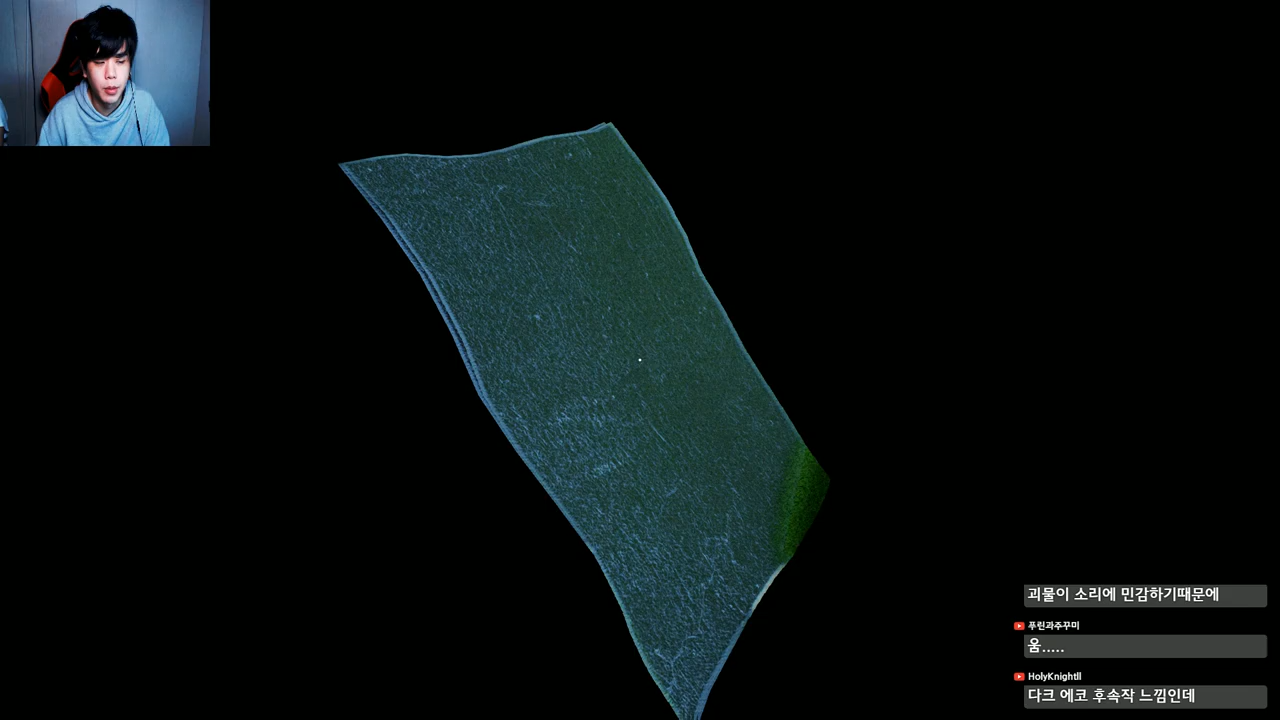 괴물이 소리에 민감하기때문에
푸린과주꾸미
움.....
HolyKnightll
다크 에코 후속작 느낌인데